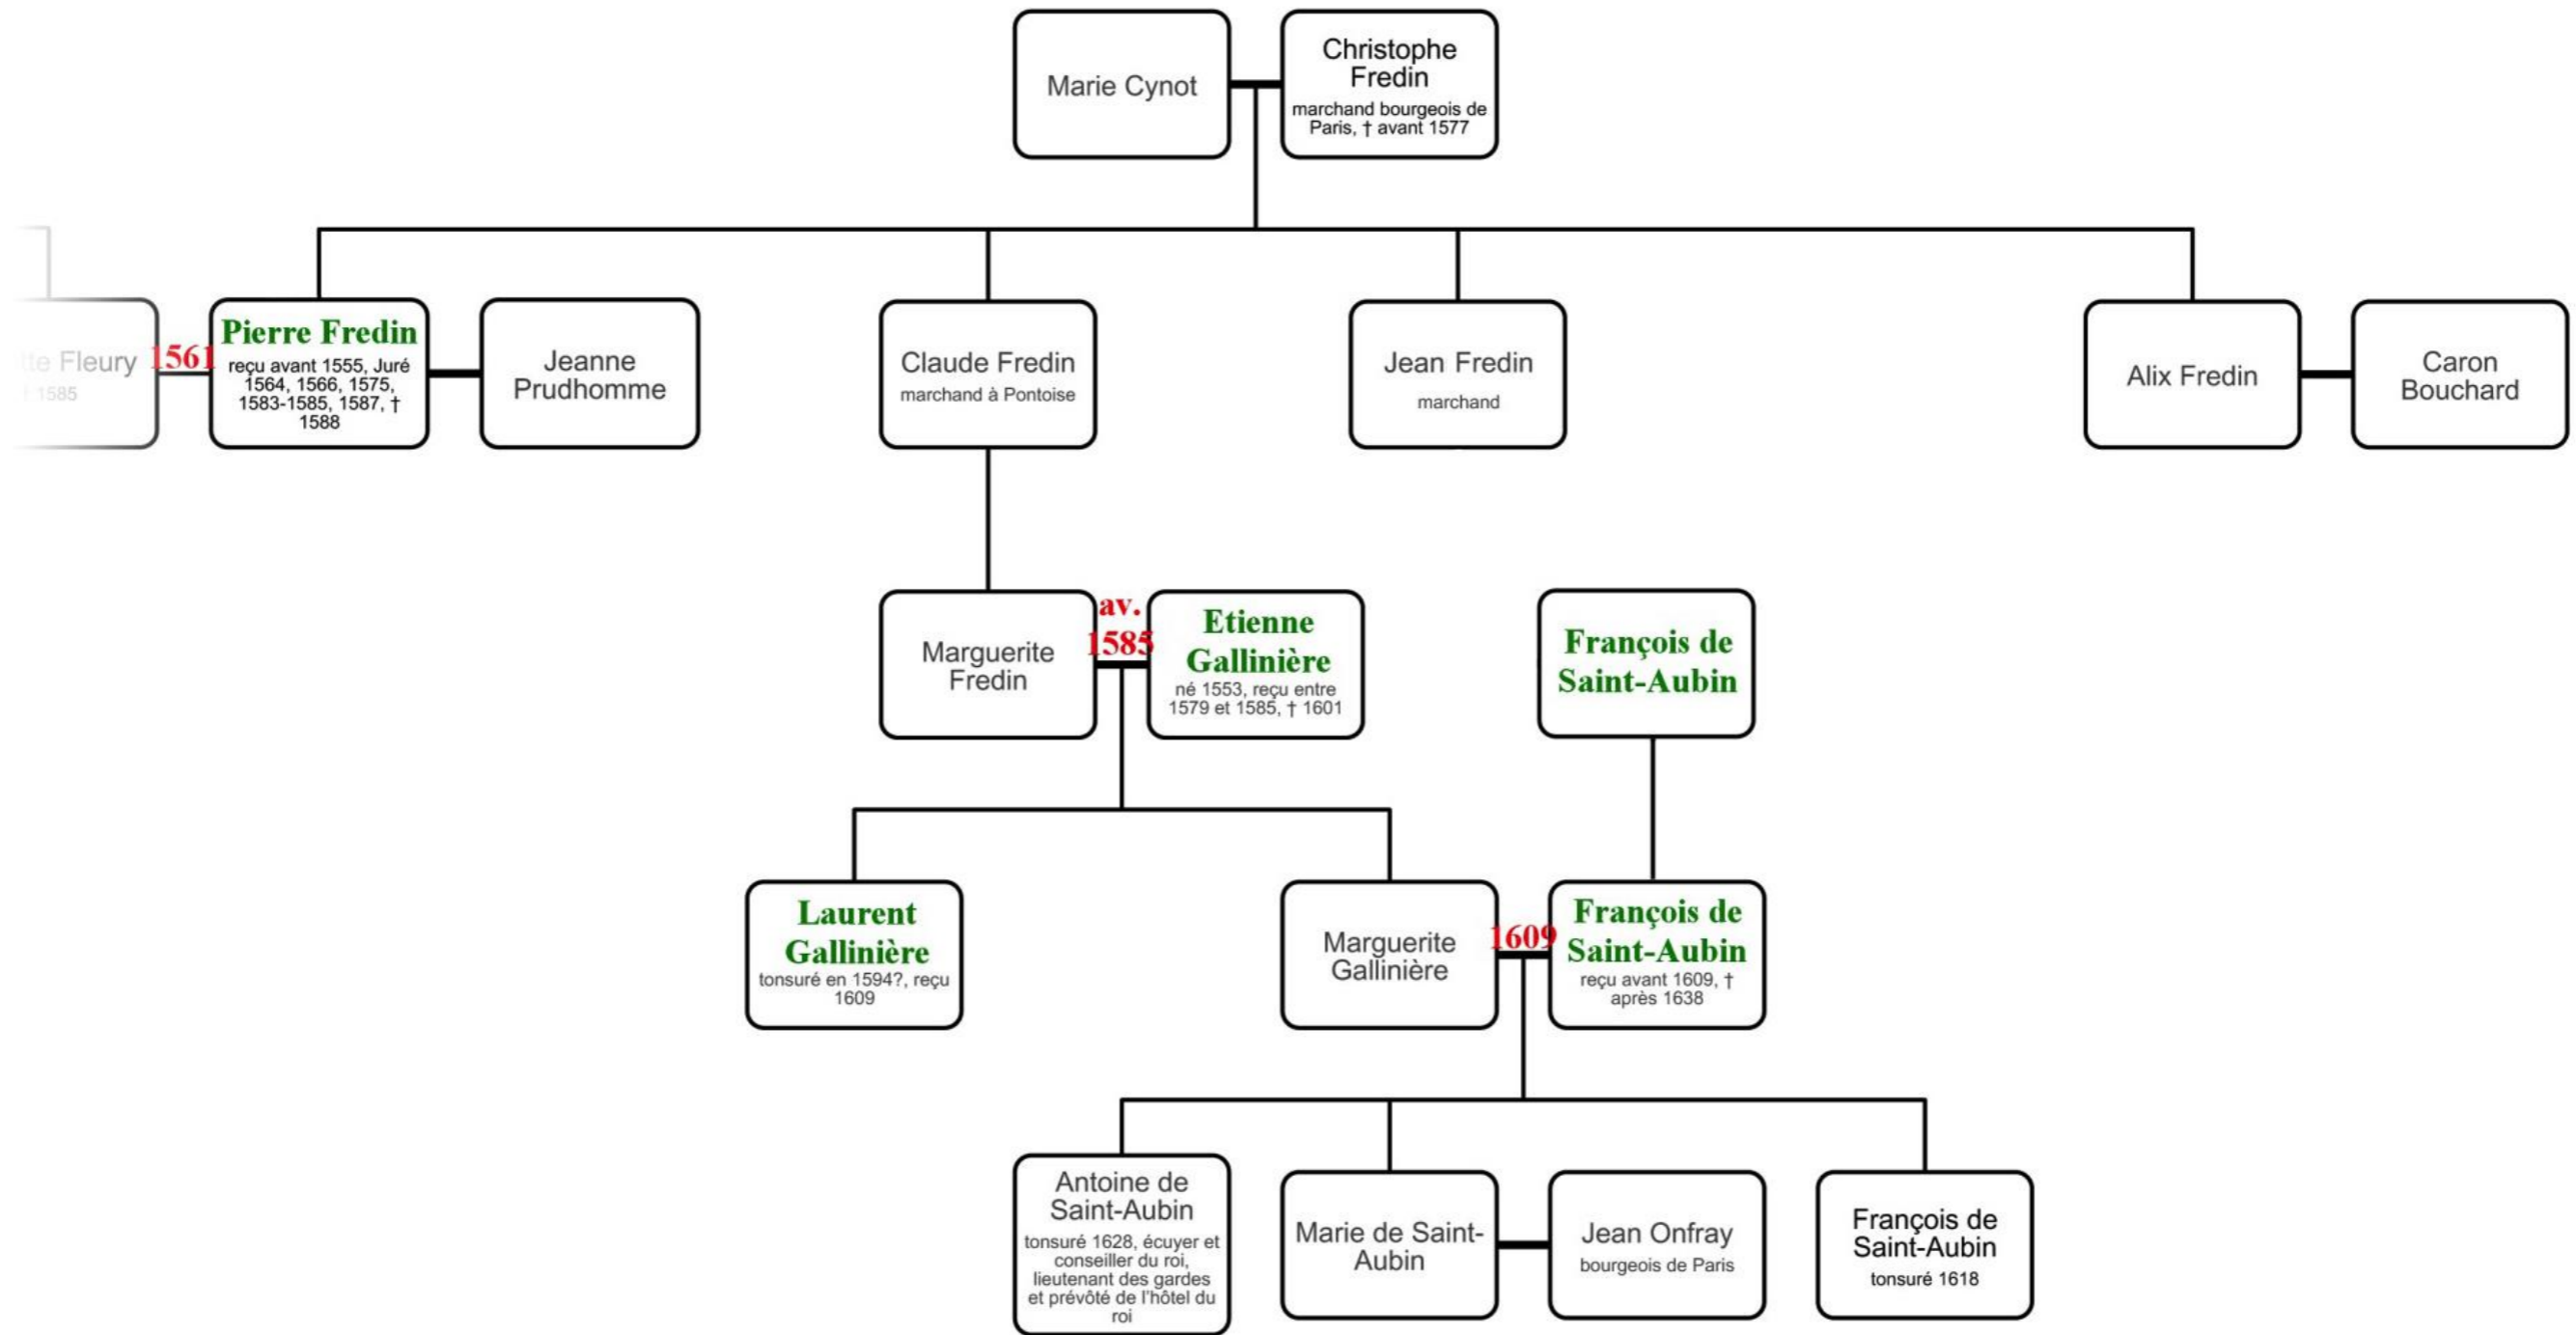 Marie Cynot
Christophe
Fredin
marchand bourgeois de
Paris, † avant 1577
Fleury
1585
1561
Pierre Fredin
reçu avant 1555, Juré
1564, 1566, 1575,
1583-1585, 1587, †
1588
Jeanne
Prudhomme
Claude Fredin
marchand à Pontoise
Jean Fredin
marchand
Alix Fredin
Caron
Bouchard
Marguerite
Fredin
av.
1585
Etienne
Gallinière
né 1553, reçu entre
1579 et 1585, † 1601
François de
Saint-Aubin
Laurent
Gallinière
tonsuré en 1594?, reçu
1609
Marguerite
Gallinière
1609
François de
Saint-Aubin
reçu avant 1609, †
après 1638
Antoine de
Saint-Aubin
tonsuré 1628, écuyer et
conseiller du roi,
lieutenant des gardes
et prévôté de l'hôtel du
roi
Marie de Saint-
Aubin
Jean Onfray
bourgeois de Paris
François de
Saint-Aubin
tonsuré 1618